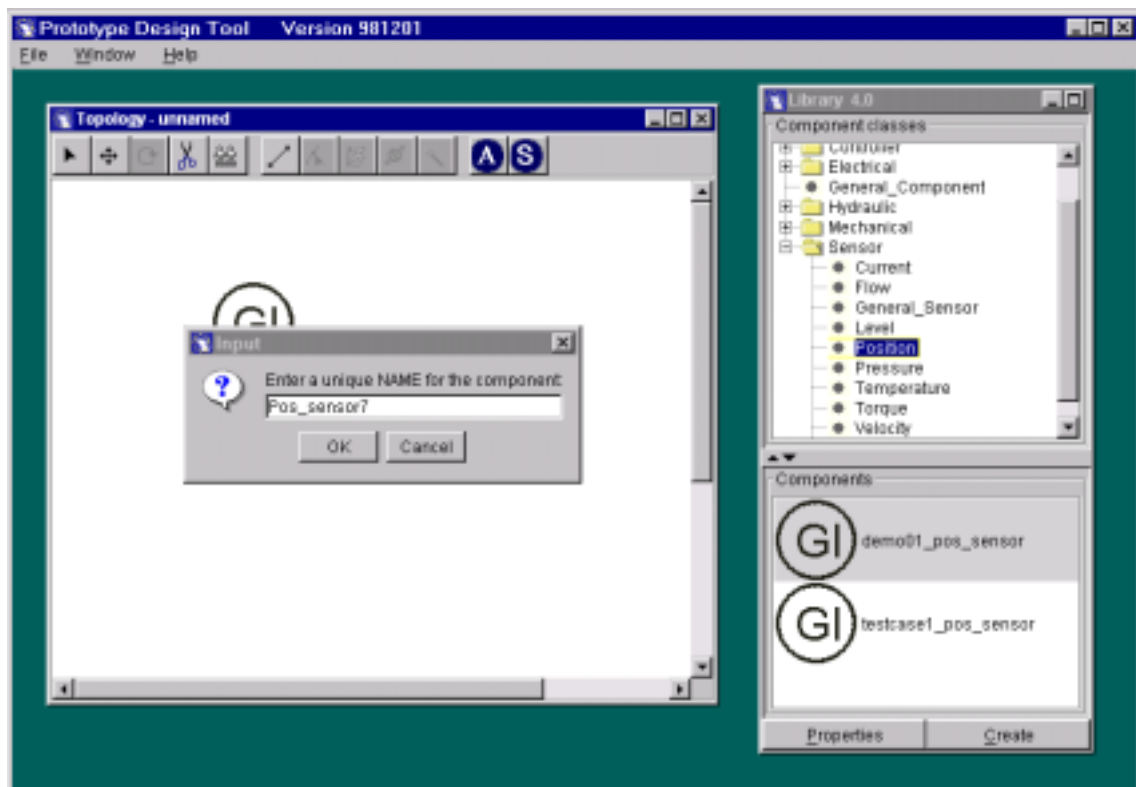 Prototype Design Tool Version 981201
File Window Help
Topology - unnamed
A S
GI
Input
Enter a unique NAME for the component:
Pos_sensor7
OK Cancel
Library 4.0
Component classes
Controller
Electrical
General_Component
Hydraulic
Mechanical
Sensor
Current
Flow
General_Sensor
Level
Position
Pressure
Temperature
Torque
Velocity
Components
GI demo01_pos_sensor
GI testcase1_pos_sensor
Properties Create